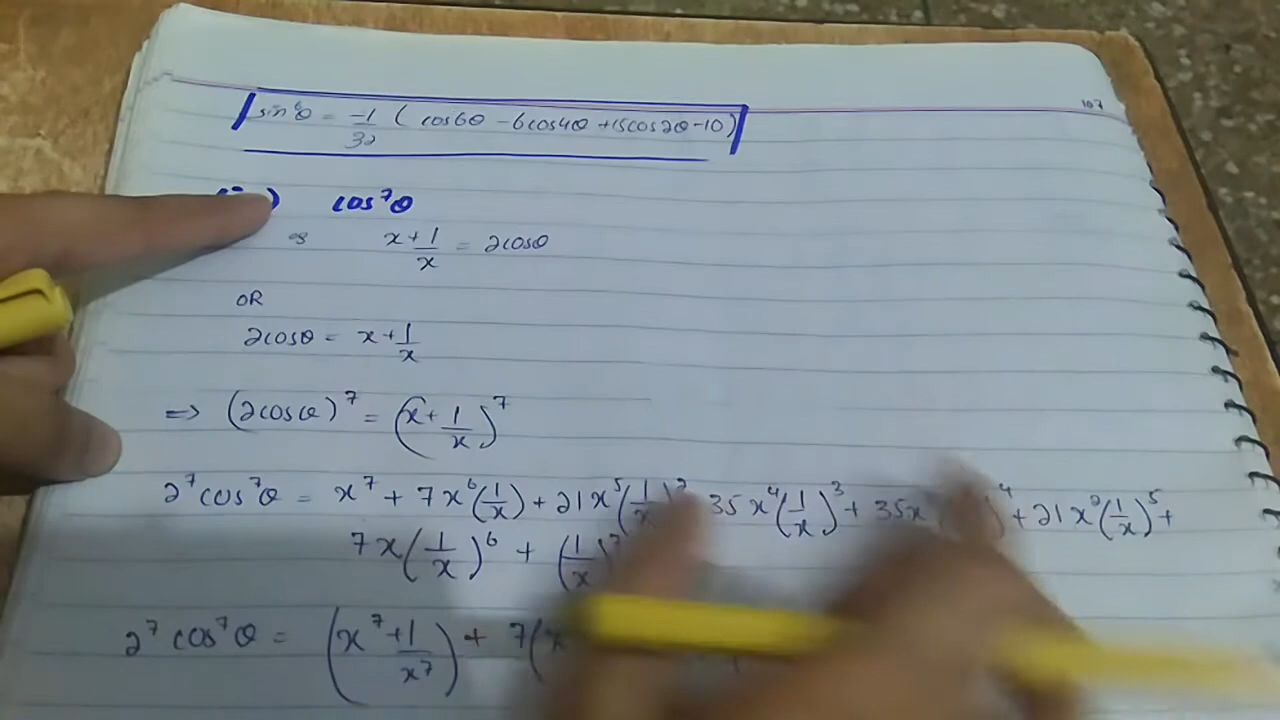 107
sin⁶θ = -1/32 (cos6θ - 6cos4θ + 15cos2θ - 10)
) cos⁷θ
as x + 1/x = 2cosθ
OR
2cosθ = x + 1/x
⇒ (2cosθ)⁷ = (x + 1/x)⁷
2⁷cos⁷θ = x⁷ + 7x⁶(1/x) + 21x⁵(1/x)² 35x⁴(1/x)³ + 35x )⁴ + 21x²(1/x)⁵ +
7x(1/x)⁶ + (1/x)⁷
2⁷cos⁷θ = (x⁷ + 1/x⁷) + 7(x